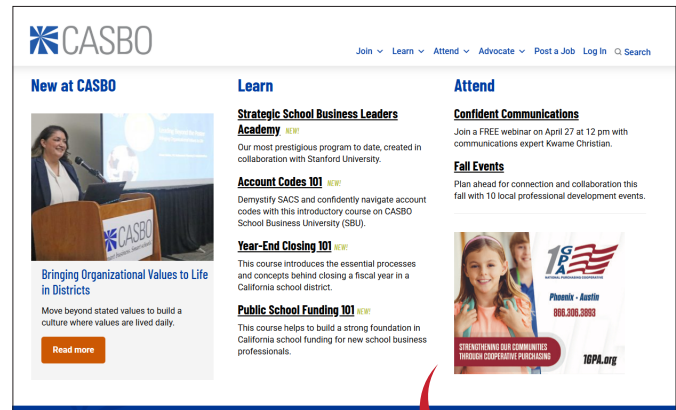 CASBO
Join Learn Attend Advocate Post a Job Log In Search
New at CASBO
CASBO
Bringing Organizational Values to Life
in Districts
Move beyond stated values to build a
culture where values are lived daily.
Read more
Learn
Strategic School Business Leaders
Academy NEW!
Our most prestigious program to date, created in
collaboration with Stanford University.
Account Codes 101 NEW!
Demystify SACS and confidently navigate account
codes with this introductory course on CASBO
School Business University (SBU).
Year-End Closing 101 NEW!
This course introduces the essential processes
and concepts behind closing a fiscal year in a
California school district.
Public School Funding 101 NEW!
This course helps to build a strong foundation in
California school funding for new school business
professionals.
Attend
Confident Communications
Join a FREE webinar on April 27 at 12 pm with
communications expert Kwame Christian.
Fall Events
Plan ahead for connection and collaboration this
fall with 10 local professional development events.
1GPA
NATIONAL PURCHASING COOPERATIVE
Phoenix • Austin
866.306.3893
STRENGTHENING OUR COMMUNITIES
THROUGH COOPERATIVE PURCHASING
1GPA.org